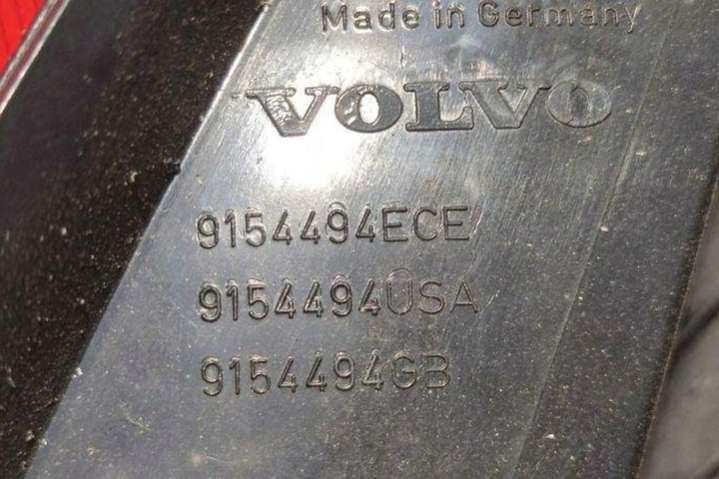 Made in Germany
VOLVO
9154494ECE
9154494USA
9154494GB